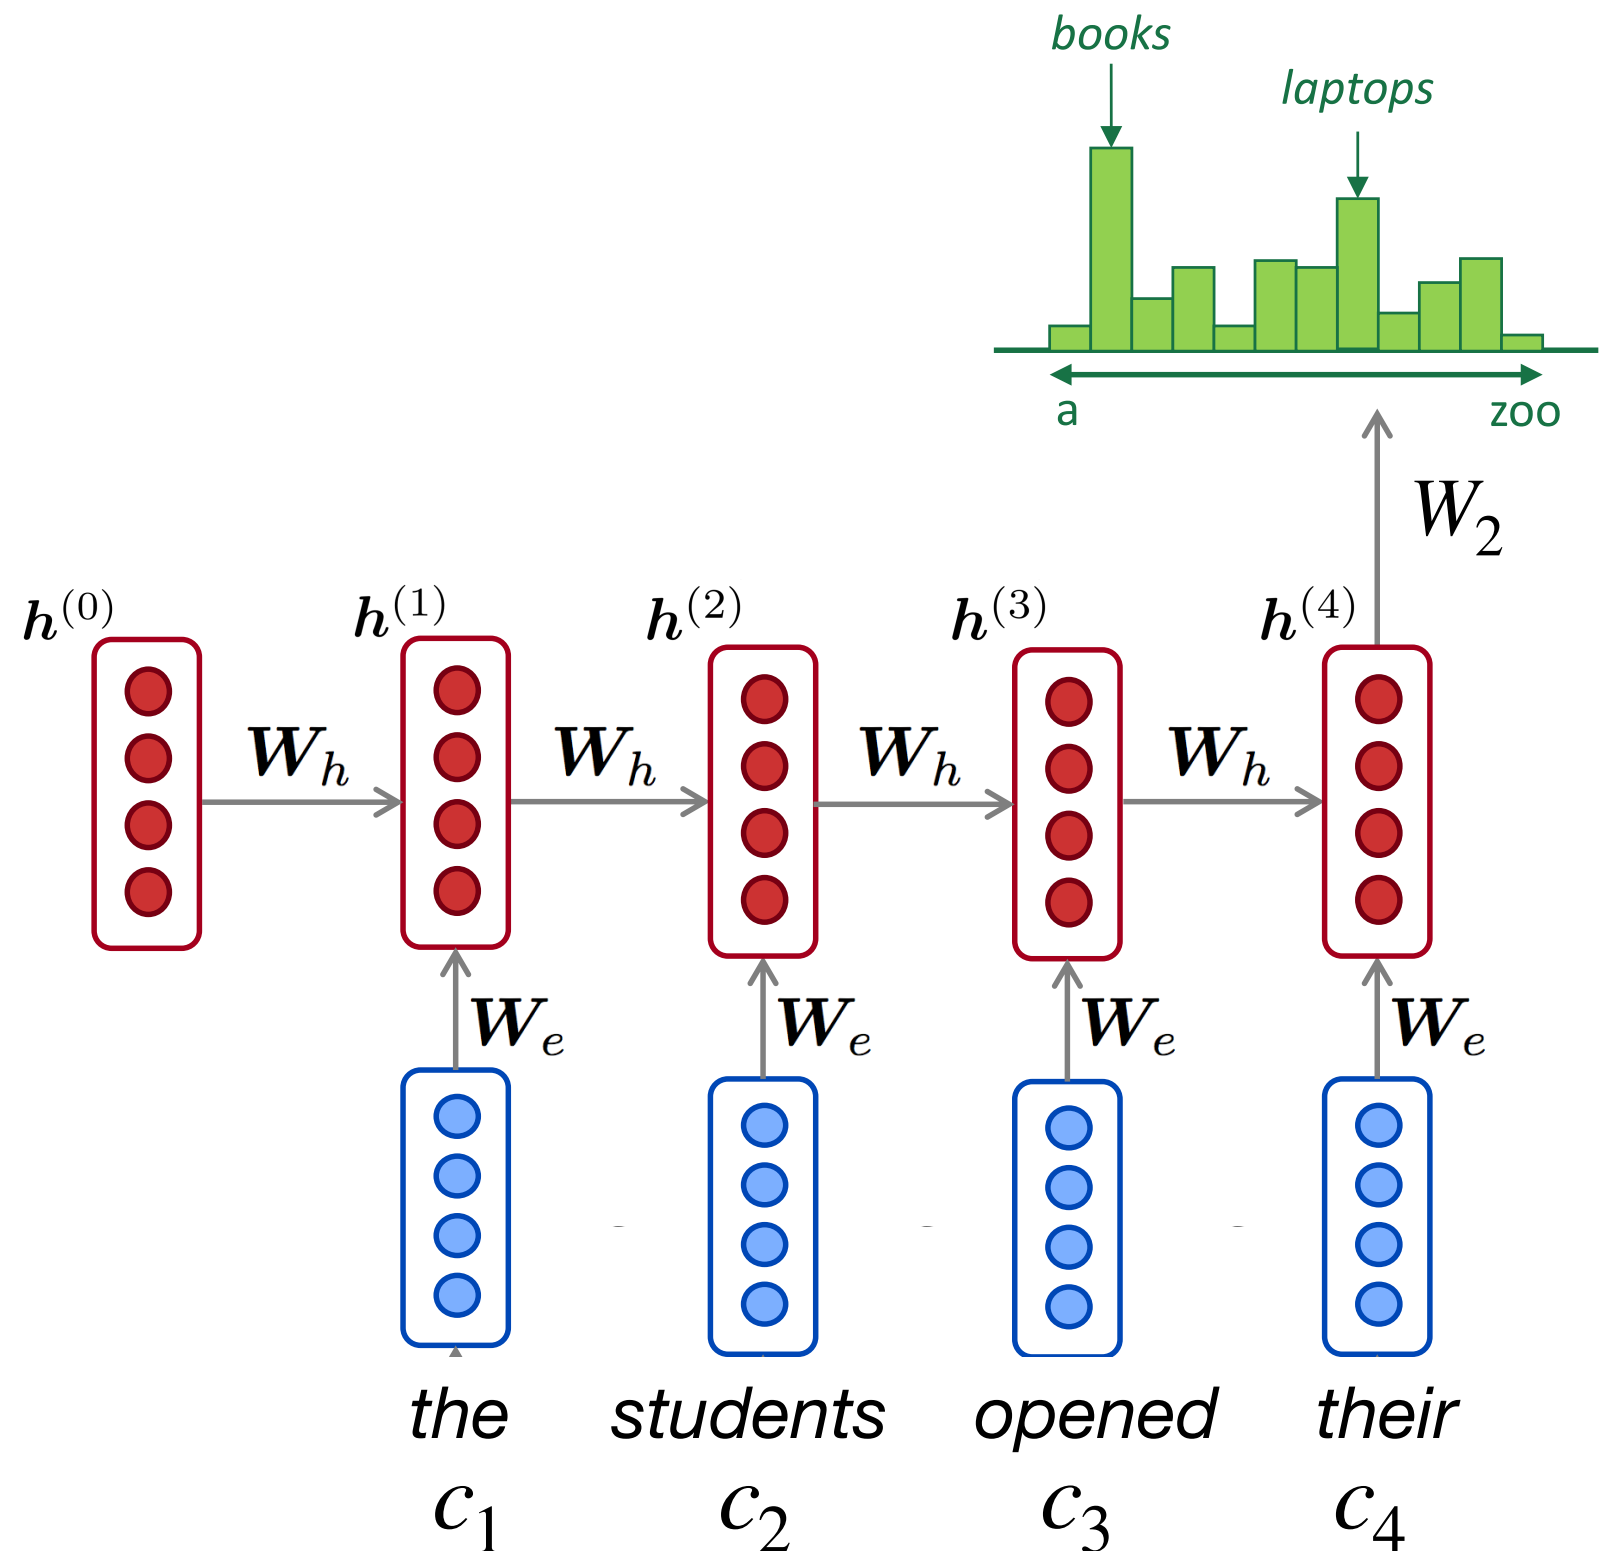 books
laptops
a zoo
W₂
h⁽⁰⁾ h⁽¹⁾ h⁽²⁾ h⁽³⁾ h⁽⁴⁾
Wₕ Wₕ Wₕ Wₕ
Wₑ Wₑ Wₑ Wₑ
the students opened their
c₁ c₂ c₃ c₄